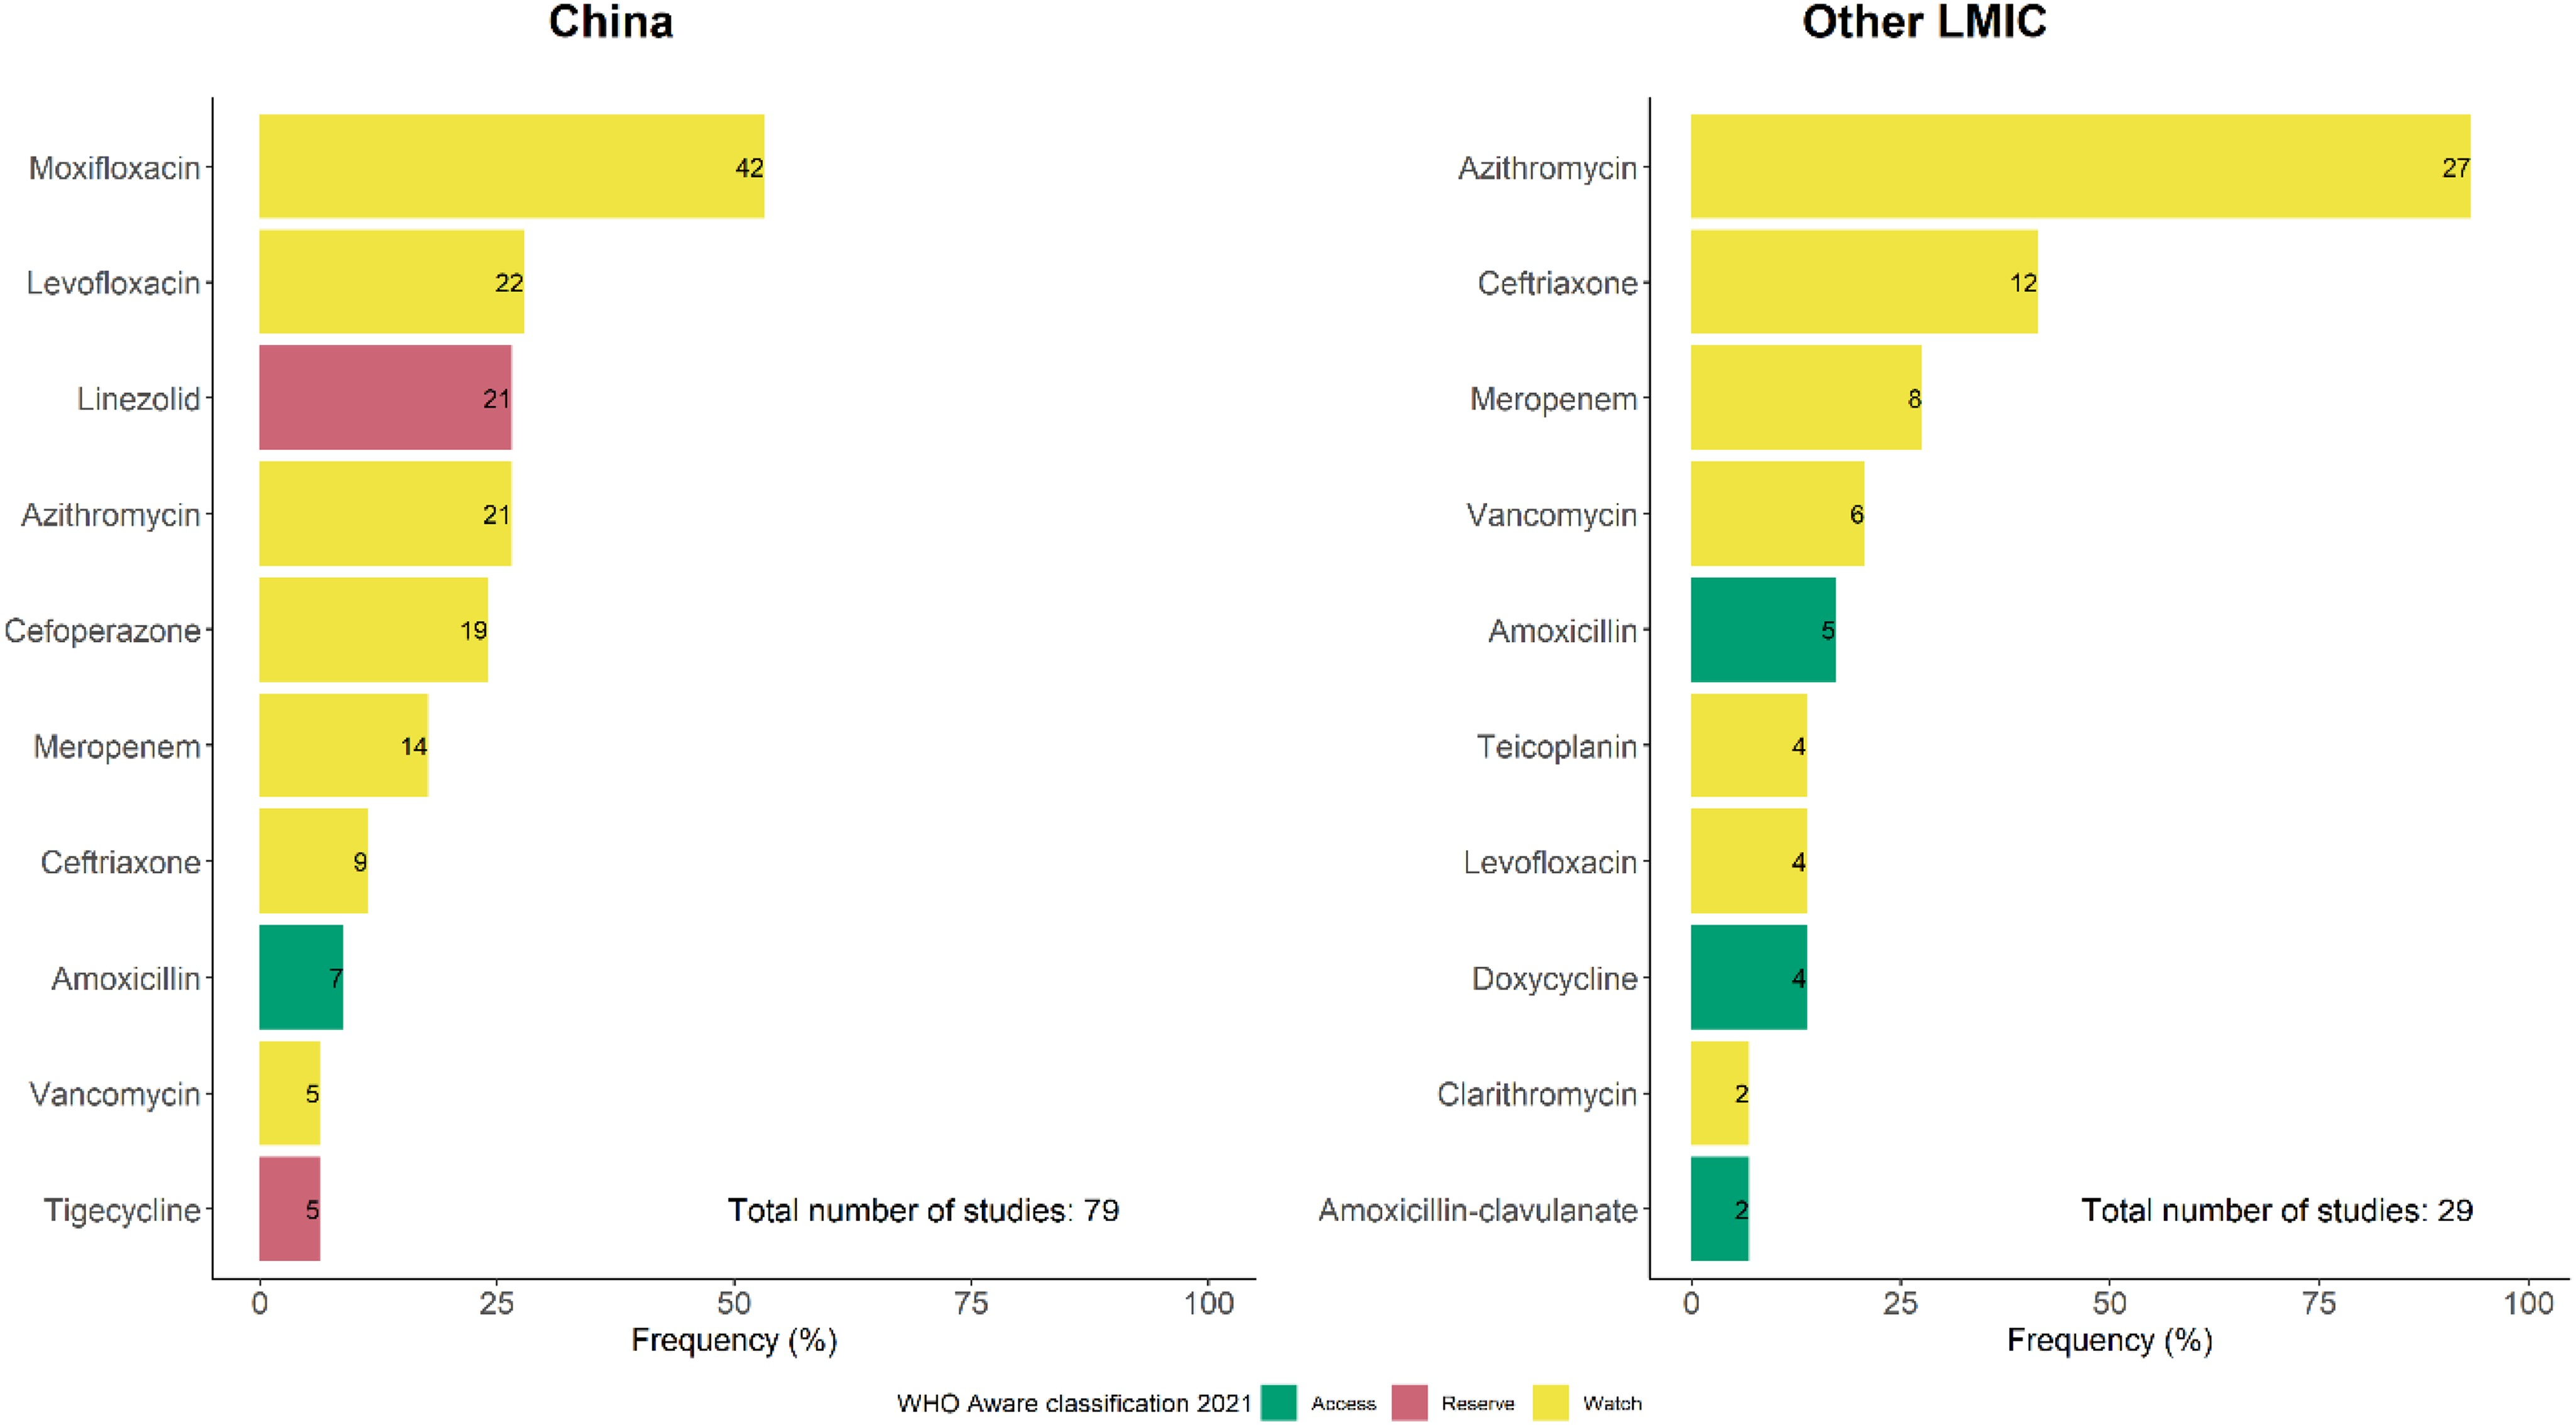 China
Moxifloxacin 42
Levofloxacin 22
Linezolid 21
Azithromycin 21
Cefoperazone 19
Meropenem 14
Ceftriaxone 9
Amoxicillin 7
Vancomycin 5
Tigecycline 5
Total number of studies: 79
0 25 50 75 100
Frequency (%)
Other LMIC
Azithromycin 27
Ceftriaxone 12
Meropenem 8
Vancomycin 6
Amoxicillin 5
Teicoplanin 4
Levofloxacin 4
Doxycycline 4
Clarithromycin 2
Amoxicillin-clavulanate 2
Total number of studies: 29
0 25 50 75 100
Frequency (%)
WHO Aware classification 2021 Access Reserve Watch